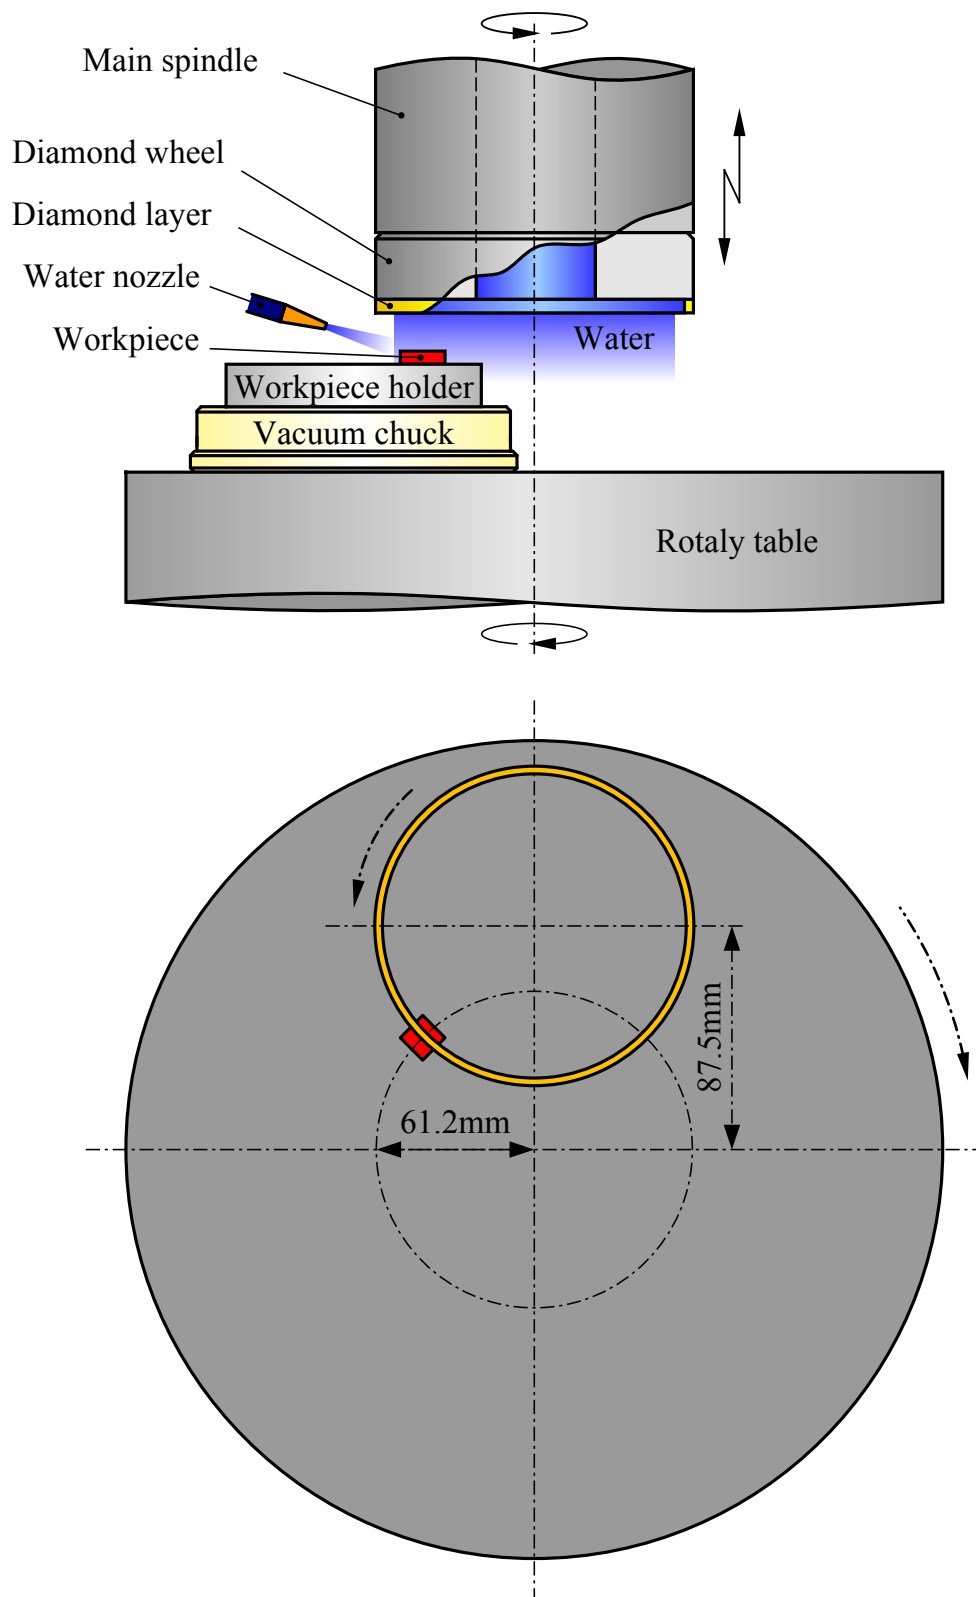 Main spindle
Diamond wheel
Diamond layer
Water nozzle
Workpiece
Water
Workpiece holder
Vacuum chuck
Rotaly table
87.5mm
61.2mm